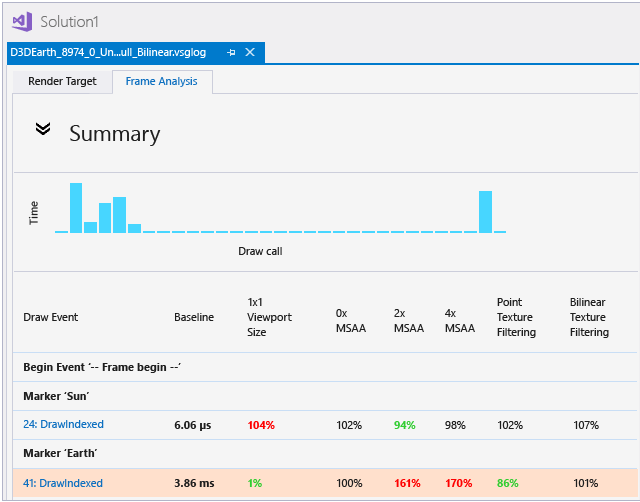 Solution1
D3DEarth_8974_0_Un...ull_Bilinear.vsglog
Render Target Frame Analysis
Summary
Time
Draw call
Draw Event Baseline 1x1 Viewport Size 0x MSAA 2x MSAA 4x MSAA Point Texture Filtering Bilinear Texture Filtering
Begin Event ‘-- Frame begin --’
Marker ‘Sun’
24: DrawIndexed 6.06 µs 104% 102% 94% 98% 102% 107%
Marker ‘Earth’
41: DrawIndexed 3.86 ms 1% 100% 161% 170% 86% 101%